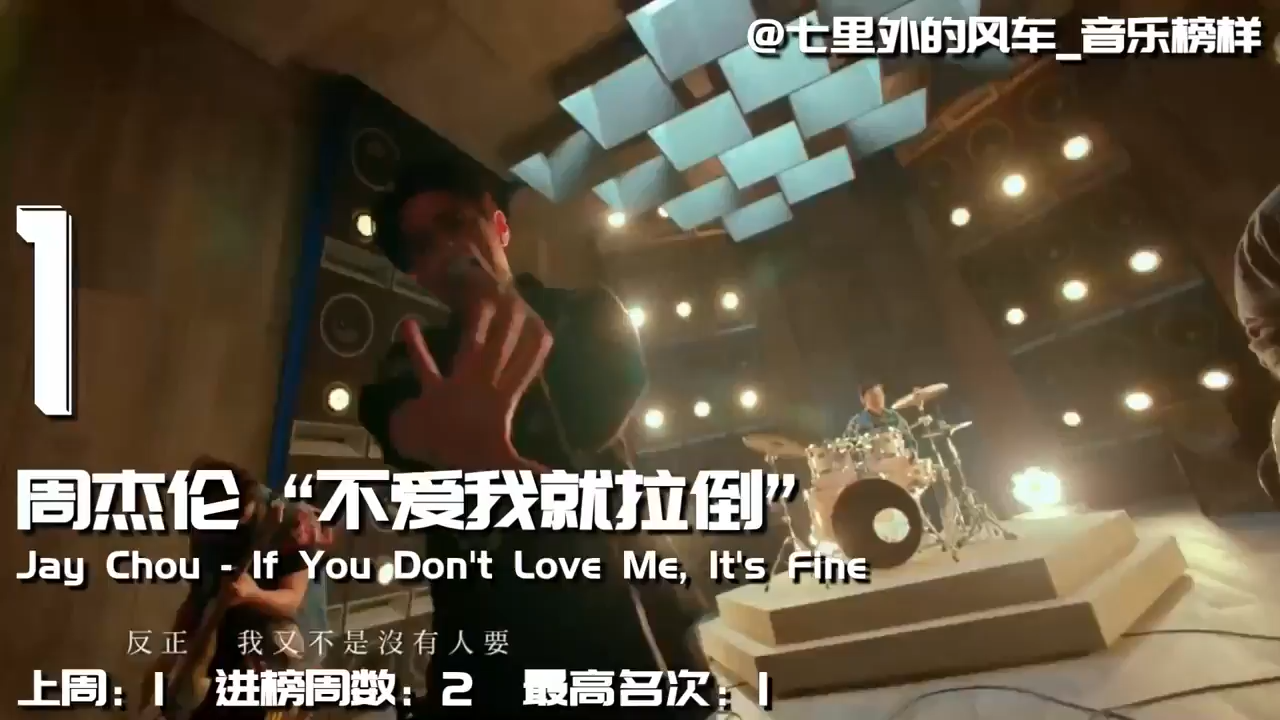 @七里外的风车_音乐榜样
1
周杰伦 “不爱我就拉倒”
Jay Chou - If You Don't Love Me, It's Fine
反正 我又不是沒有人要
上周: 1 进榜周数: 2 最高名次: 1